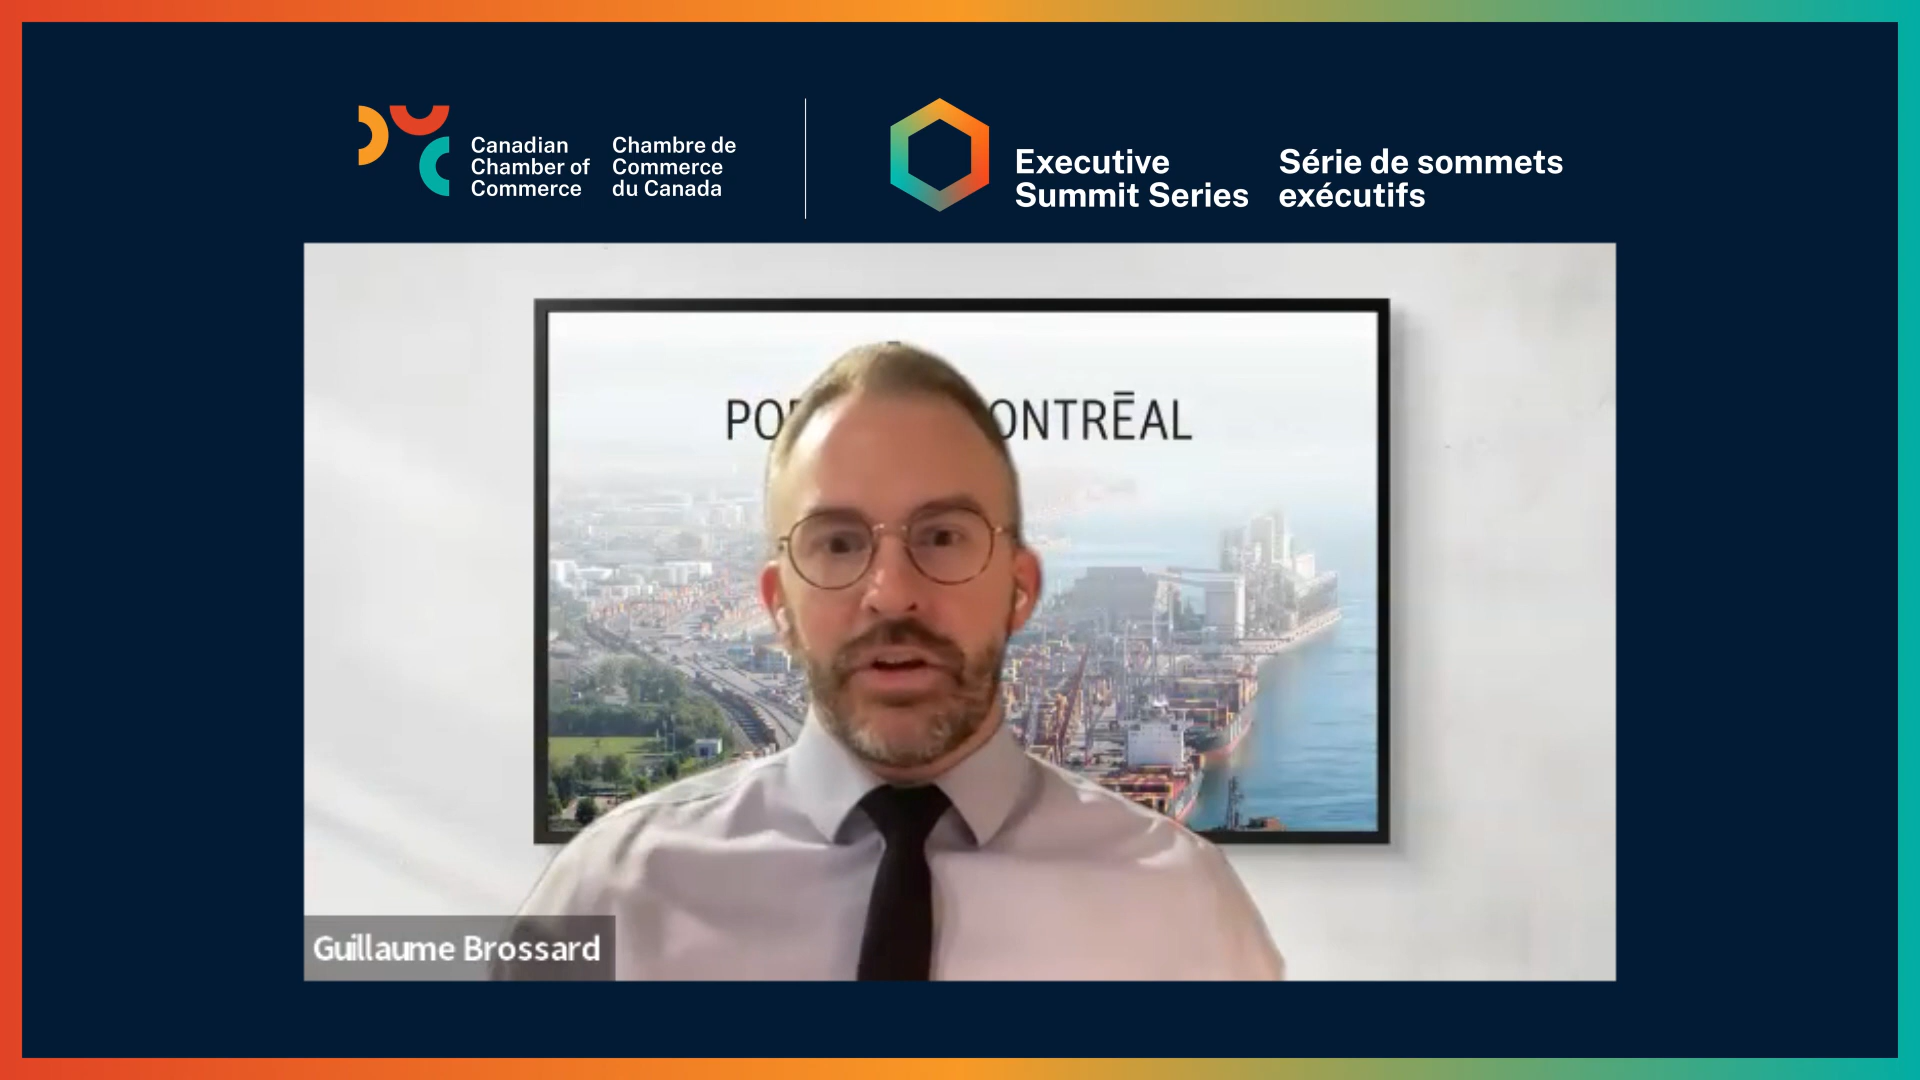 Canadian
Chamber of
Commerce
Chambre de
Commerce
du Canada
Executive
Summit Series
Série de sommets
exécutifs
ONTRĒAL
Guillaume Brossard